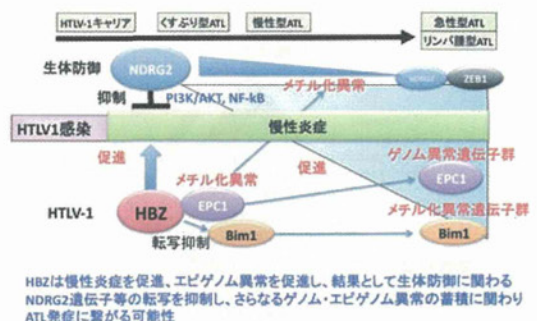 HTLV-1キャリア くすぶり型ATL 慢性型ATL 急性型ATL
リンパ腫型ATL
生体防御 NDRG2 NDRG2 ZEB1
メチル化異常
抑制 PI3K/AKT, NF-kB
HTLV1感染 慢性炎症
促進 促進 ゲノム異常遺伝子群
メチル化異常 EPC1
HTLV-1 HBZ EPC1 メチル化異常遺伝子群
転写抑制 Bim1 Bim1
HBZは慢性炎症を促進、エピゲノム異常を促進し、結果として生体防御に関わる
NDRG2遺伝子等の転写を抑制し、さらなるゲノム・エピゲノム異常の蓄積に関わり
ATL発症に繋がる可能性